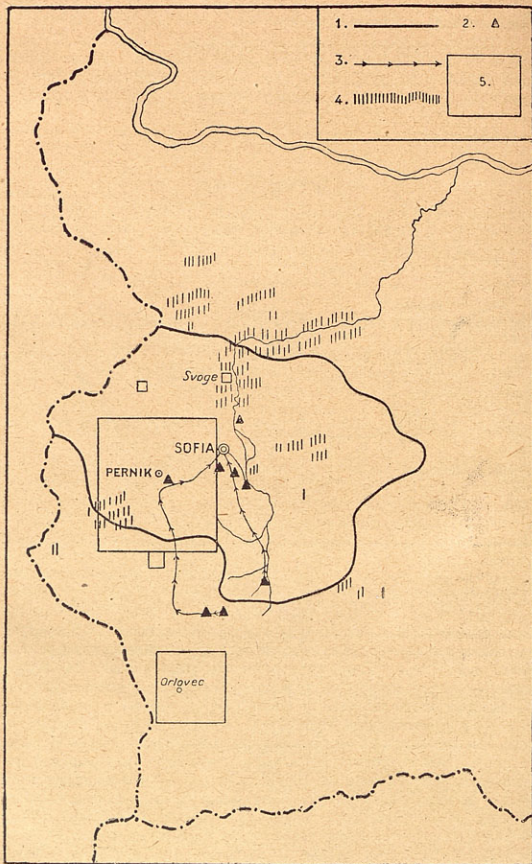 1. 2.
3.
5.
4.
Svoge
SOFIA
PERNIK
Orlovec